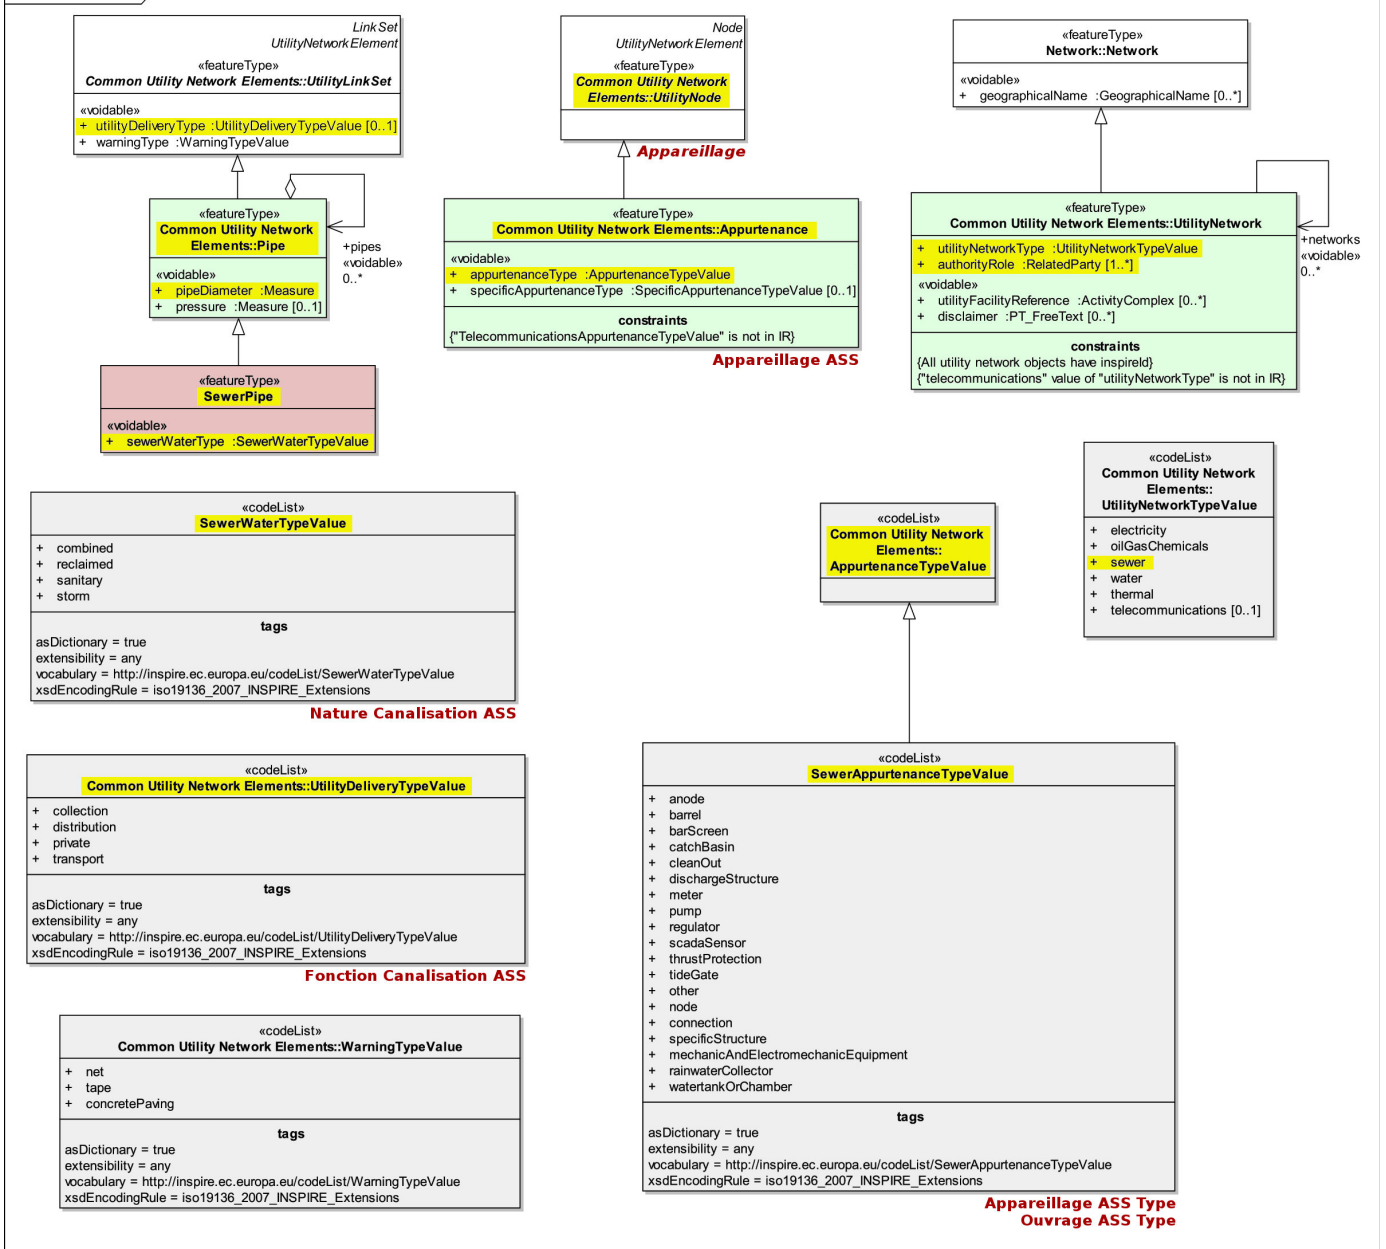 LinkSet
UtilityNetworkElement
«featureType»
Common Utility Network Elements::UtilityLinkSet
«voidable»
+ utilityDeliveryType :UtilityDeliveryTypeValue [0..1]
+ warningType :WarningTypeValue
Node
UtilityNetworkElement
«featureType»
Common Utility Network
Elements::UtilityNode
Appareillage
«featureType»
Network::Network
«voidable»
+ geographicalName :GeographicalName [0..*]
«featureType»
Common Utility Network
Elements::Pipe
«voidable»
+ pipeDiameter :Measure
+ pressure :Measure [0..1]
+pipes
«voidable»
0..*
«featureType»
Common Utility Network Elements::Appurtenance
«voidable»
+ appurtenanceType :AppurtenanceTypeValue
+ specificAppurtenanceType :SpecificAppurtenanceTypeValue [0..1]
constraints
{"TelecommunicationsAppurtenanceTypeValue" is not in IR}
Appareillage ASS
«featureType»
Common Utility Network Elements::UtilityNetwork
+ utilityNetworkType :UtilityNetworkTypeValue
+ authorityRole :RelatedParty [1..*]
«voidable»
+ utilityFacilityReference :ActivityComplex [0..*]
+ disclaimer :PT_FreeText [0..*]
constraints
{All utility network objects have inspireId}
{"telecommunications" value of "utilityNetworkType" is not in IR}
+networks
«voidable»
0..*
«featureType»
SewerPipe
«voidable»
+ sewerWaterType :SewerWaterTypeValue
«codeList»
SewerWaterTypeValue
+ combined
+ reclaimed
+ sanitary
+ storm
tags
asDictionary = true
extensibility = any
vocabulary = http://inspire.ec.europa.eu/codeList/SewerWaterTypeValue
xsdEncodingRule = iso19136_2007_INSPIRE_Extensions
Nature Canalisation ASS
«codeList»
Common Utility Network
Elements::
AppurtenanceTypeValue
«codeList»
Common Utility Network
Elements::
UtilityNetworkTypeValue
+ electricity
+ oilGasChemicals
+ sewer
+ water
+ thermal
+ telecommunications [0..1]
«codeList»
Common Utility Network Elements::UtilityDeliveryTypeValue
+ collection
+ distribution
+ private
+ transport
tags
asDictionary = true
extensibility = any
vocabulary = http://inspire.ec.europa.eu/codeList/UtilityDeliveryTypeValue
xsdEncodingRule = iso19136_2007_INSPIRE_Extensions
Fonction Canalisation ASS
«codeList»
Common Utility Network Elements::WarningTypeValue
+ net
+ tape
+ concretePaving
tags
asDictionary = true
extensibility = any
vocabulary = http://inspire.ec.europa.eu/codeList/WarningTypeValue
xsdEncodingRule = iso19136_2007_INSPIRE_Extensions
«codeList»
SewerAppurtenanceTypeValue
+ anode
+ barrel
+ barScreen
+ catchBasin
+ cleanOut
+ dischargeStructure
+ meter
+ pump
+ regulator
+ scadaSensor
+ thrustProtection
+ tideGate
+ other
+ node
+ connection
+ specificStructure
+ mechanicAndElectromechanicEquipment
+ rainwaterCollector
+ watertankOrChamber
tags
asDictionary = true
extensibility = any
vocabulary = http://inspire.ec.europa.eu/codeList/SewerAppurtenanceTypeValue
xsdEncodingRule = iso19136_2007_INSPIRE_Extensions
Appareillage ASS Type
Ouvrage ASS Type